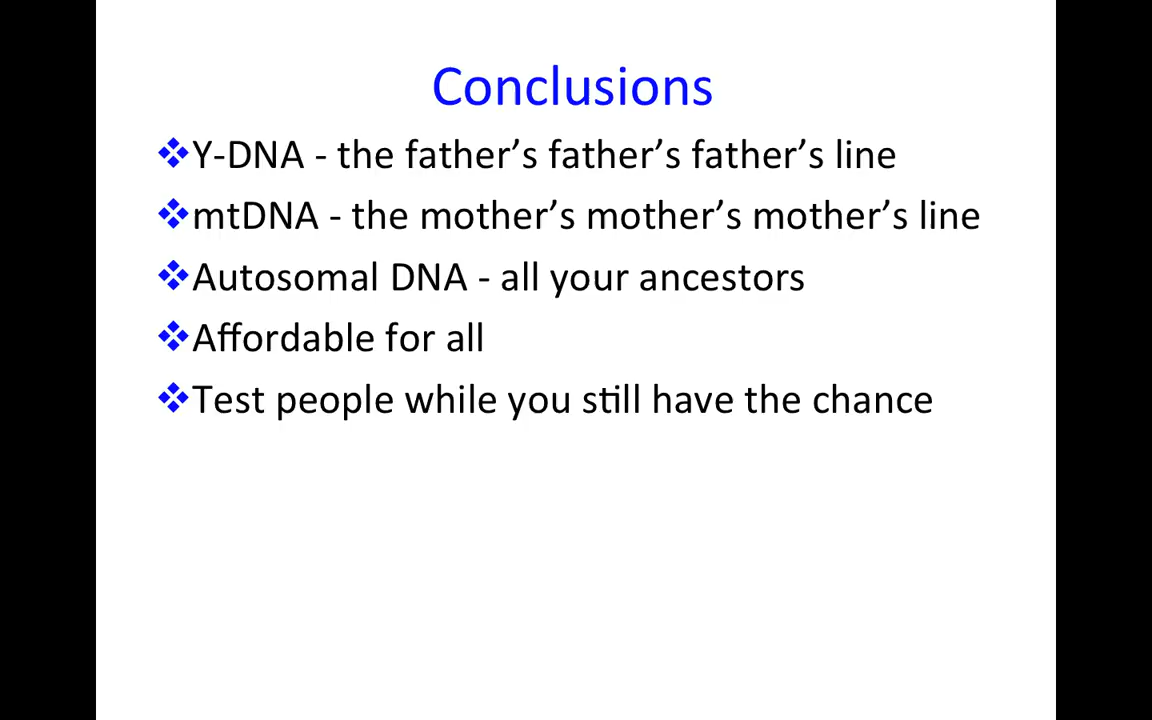 Conclusions
❖Y-DNA - the father’s father’s father’s line
❖mtDNA - the mother’s mother’s mother’s line
❖Autosomal DNA - all your ancestors
❖Affordable for all
❖Test people while you still have the chance